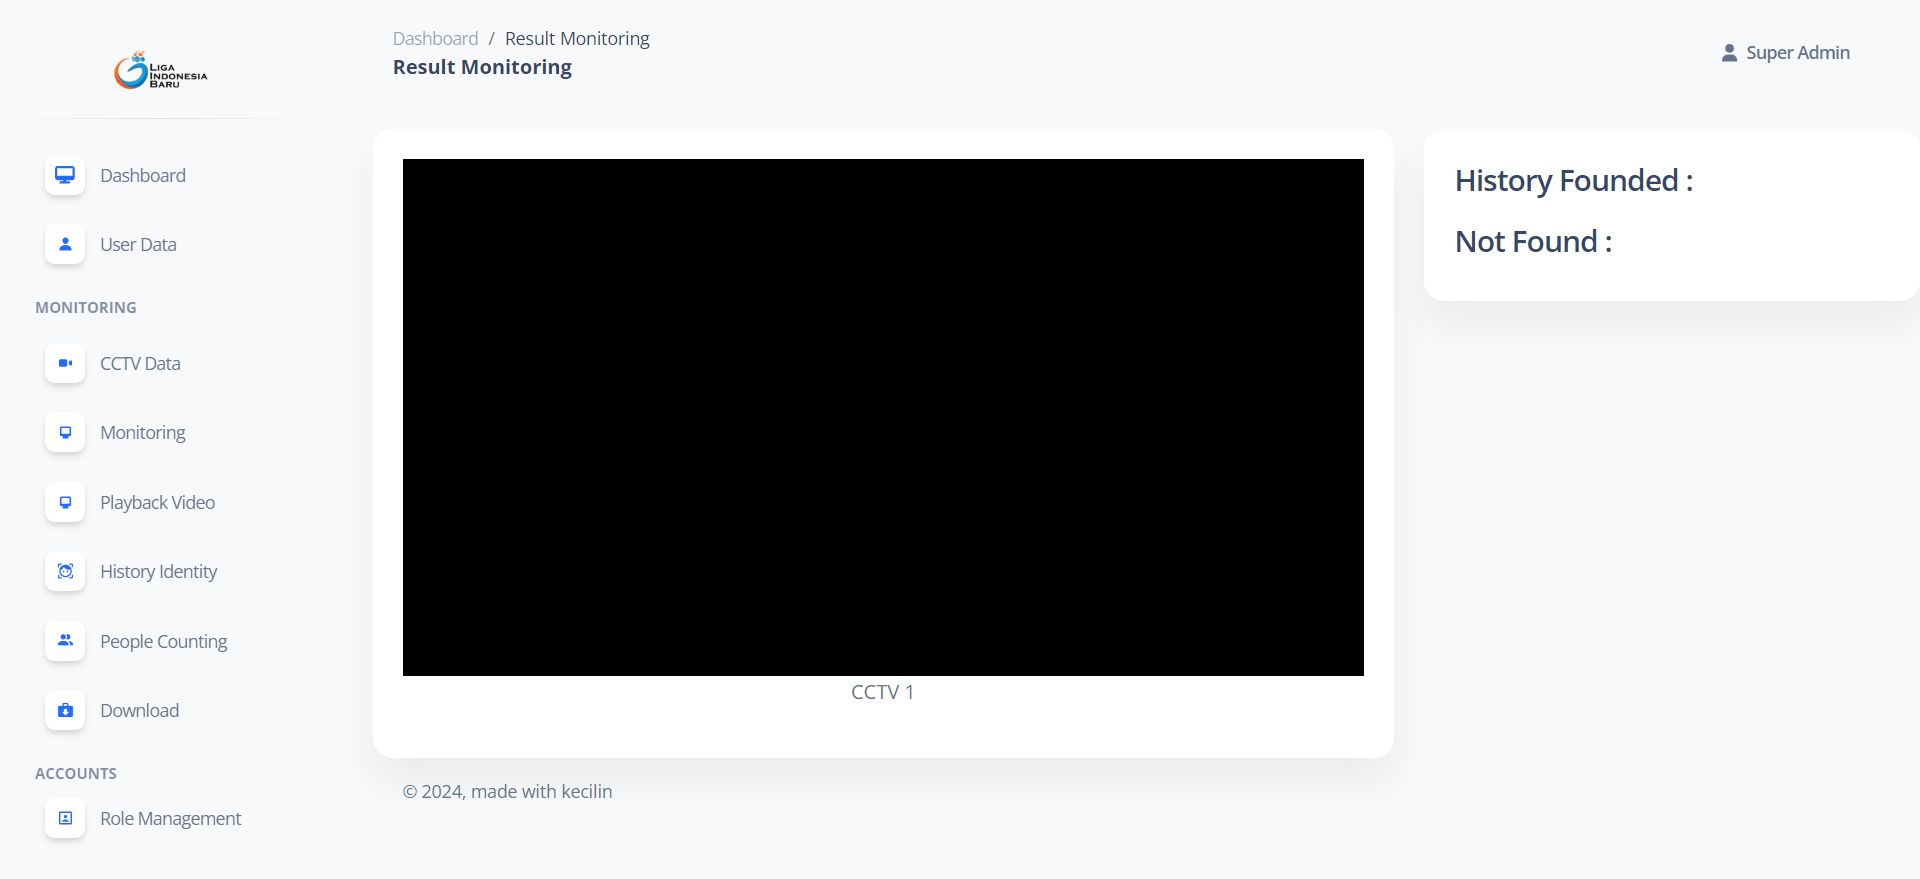 LIGA
INDONESIA
BARU
Dashboard
User Data
MONITORING
CCTV Data
Monitoring
Playback Video
History Identity
People Counting
Download
ACCOUNTS
Role Management
Dashboard / Result Monitoring
Result Monitoring
Super Admin
CCTV 1
History Founded :
Not Found :
© 2024, made with kecilin